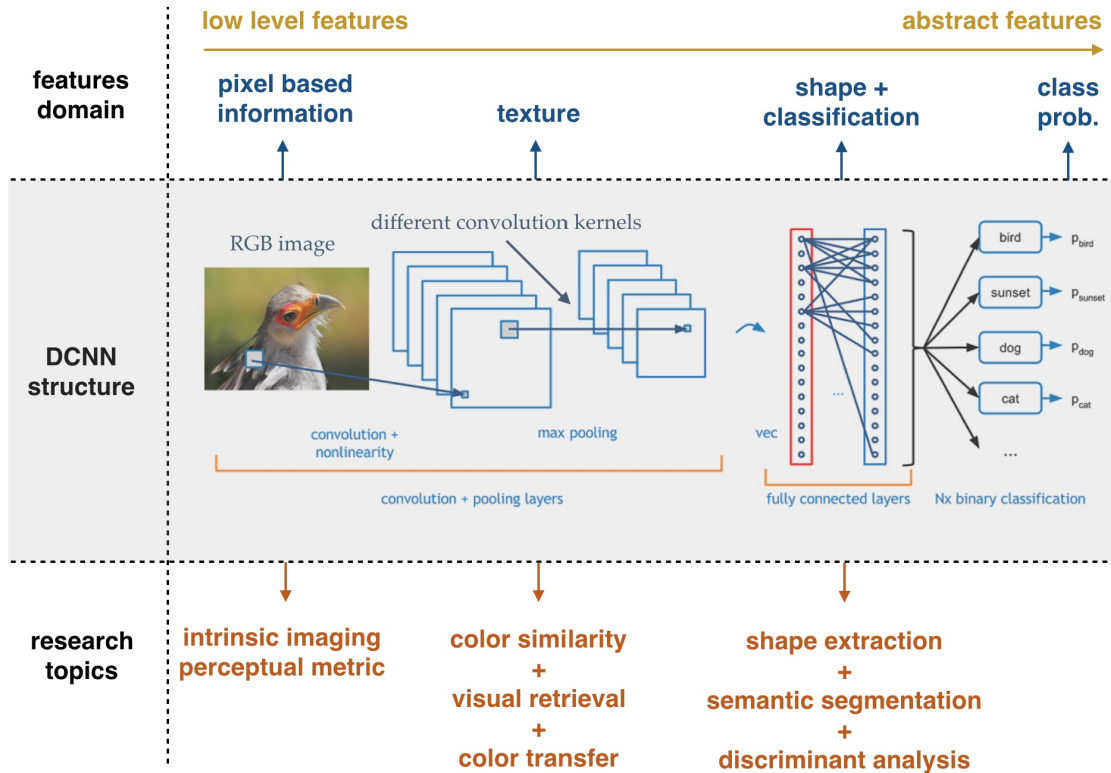 low level features
abstract features
features
domain
pixel based
information
texture
shape +
classification
class
prob.
DCNN
structure
RGB image
different convolution kernels
convolution +
nonlinearity
max pooling
vec
...
bird
sunset
dog
cat
...
p_bird
p_sunset
p_dog
p_cat
convolution + pooling layers
fully connected layers
Nx binary classification
research
topics
intrinsic imaging
perceptual metric
color similarity
+
visual retrieval
+
color transfer
shape extraction
+
semantic segmentation
+
discriminant analysis